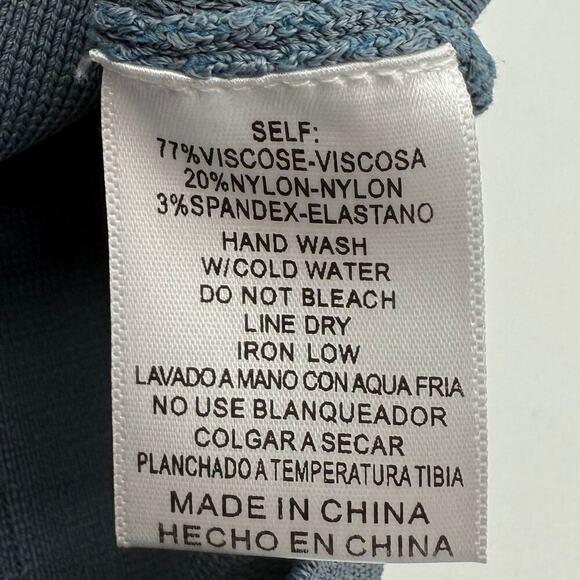 SELF:
77%VISCOSE-VISCOSA
20%NYLON-NYLON
3%SPANDEX-ELASTANO
HAND WASH
W/COLD WATER
DO NOT BLEACH
LINE DRY
IRON LOW
LAVADO A MANO CON AQUA FRIA
NO USE BLANQUEADOR
COLGAR A SECAR
PLANCHADO A TEMPERATURA TIBIA
MADE IN CHINA
HECHO EN CHINA